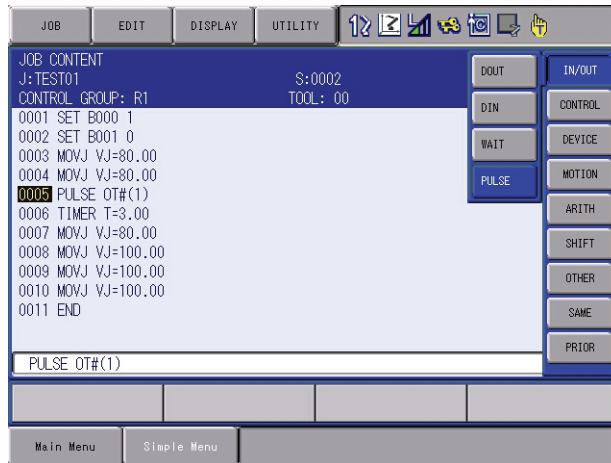 JOB EDIT DISPLAY UTILITY
JOB CONTENT
J:TEST01 S:0002
CONTROL GROUP: R1 TOOL: 00
0001 SET B000 1
0002 SET B001 0
0003 MOVJ VJ=80.00
0004 MOVJ VJ=80.00
0005 PULSE OT#(1)
0006 TIMER T=3.00
0007 MOVJ VJ=80.00
0008 MOVJ VJ=100.00
0009 MOVJ VJ=100.00
0010 MOVJ VJ=100.00
0011 END
PULSE OT#(1)
DOUT
DIN
WAIT
PULSE
IN/OUT
CONTROL
DEVICE
MOTION
ARITH
SHIFT
OTHER
SAME
PRIOR
Main Menu Simple Menu